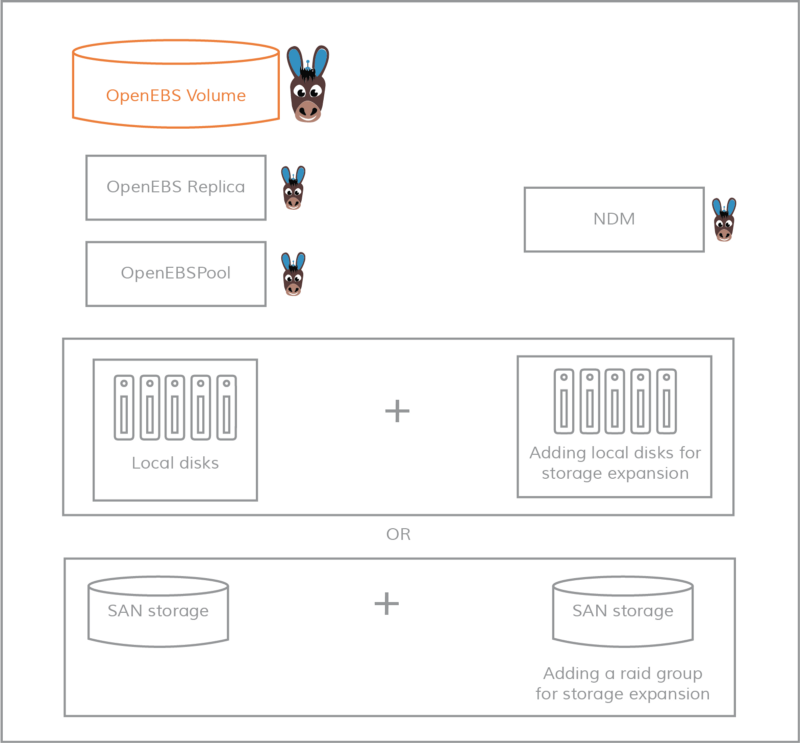 OpenEBS Volume
OpenEBS Replica
NDM
OpenEBSPool
Local disks
+
Adding local disks for
storage expansion
OR
SAN storage
+
SAN storage
Adding a raid group
for storage expansion